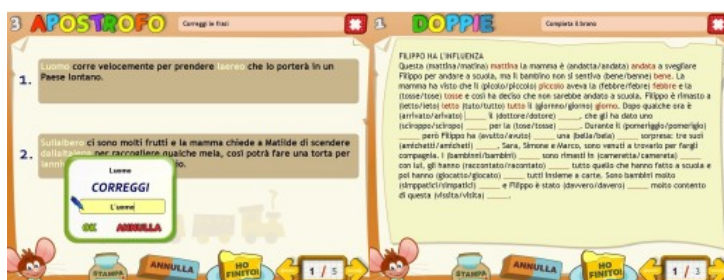 3 APOSTROFO Correggi le frasi
1. Luomo corre velocemente per prendere laereo che lo porterà in un
Paese lontano.
2. Sullalbero ci sono molti frutti e la mamma chiede a Matilde di scendere
per raccogliere qualche mela, così potrà fare una torta per
io.
Luomo
CORREGGI
L'uomo
OK ANNULLA
STAMPA
ANNULLA
HO
FINITO!
1 / 5
1 DOPPIE Completa il brano
FILIPPO HA L'INFLUENZA
Questa (mattina/matina) mattina la mamma è (andatta/andata) andata a svegliare
Filippo per andare a scuola, ma il bambino non si sentiva (bene/benne) bene. La
mamma ha visto che il (picolo/piccolo) piccolo aveva la (febbre/febre) febbre e la
(tosse/tose) tosse e così ha deciso che non sarebbe andato a scuola. Filippo è rimasto a
(letto/leto) letto (tuto/tutto) tutto il (giornno/giorno) giorno. Dopo qualche ora è
(arrivato/arivato) _____ il (dottore/dotore) _____, che gli ha dato uno
(sciroppo/sciropo) _____ per la (tose/tosse) _____. Durante il (pomeriggio/pomerigio)
_____ però Filippo ha (avutto/avuto) _____ una (bella/bela) _____ sorpresa: tre suoi
(amichetti/amicheti) _____, Sara, Simone e Marco, sono venuti a trovarlo per fargli
compagnia. I (bambinni/bambini) _____ sono rimasti in (cameretta/camereta) _____
con lui, gli hanno (raccontato/racontato) _____ tutto quello che hanno fatto a scuola e
poi hanno (giocatto/giocato) _____ tutti insieme a carte. Sono bambini molto
(simppatici/simpatici) _____ e Filippo è stato (davvero/davero) _____ molto contento
di questa (vissita/visita) _____.
STAMPA
ANNULLA
HO
FINITO!
1 / 3